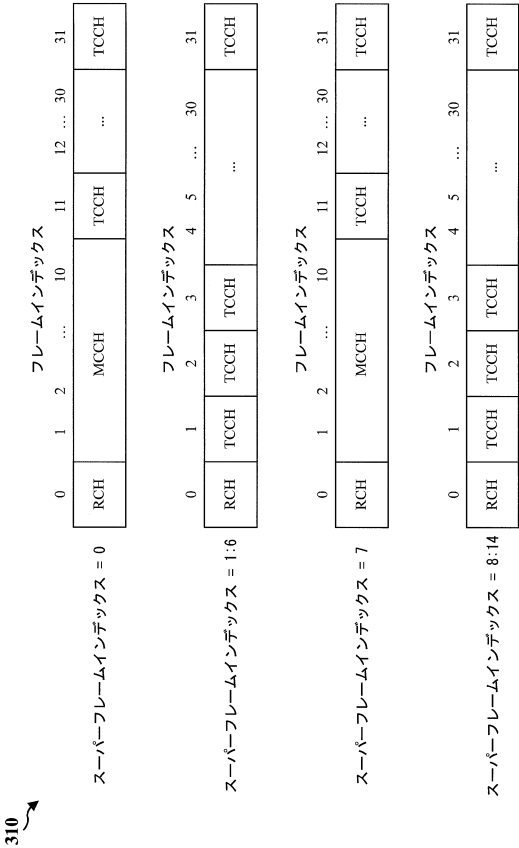 310
フレームインデックス
0 1 2 … 10 11 12 … 30 31
スーパーフレームインデックス = 0 RCH MCCH TCCH … TCCH
フレームインデックス
0 1 2 3 4 5 … 30 31
スーパーフレームインデックス = 1:6 RCH TCCH TCCH TCCH … TCCH
フレームインデックス
0 1 2 … 10 11 12 … 30 31
スーパーフレームインデックス = 7 RCH MCCH TCCH … TCCH
フレームインデックス
0 1 2 3 4 5 … 30 31
スーパーフレームインデックス = 8:14 RCH TCCH TCCH TCCH … TCCH